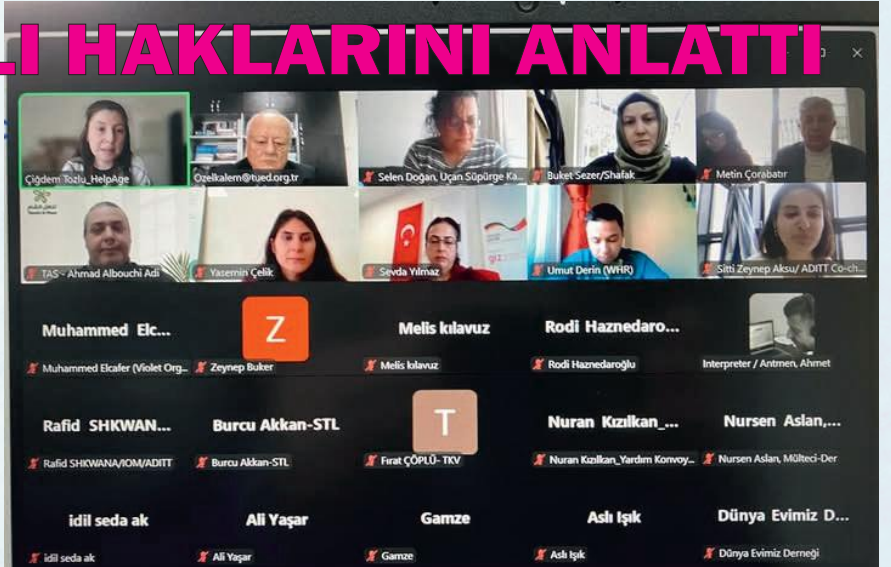 LI HAKLARINI ANLATTI
Çiğdem Tozlu_HelpAge
Ozelkalem@tued.org.tr
Selen Doğan, Uçan Süpürge Ka...
Buket Sezer/Shafak
Metin Çorabatır
TAS - Ahmad Albouchi Adi
Yasemin Çelik
Sevda Yılmaz
giz
Umut Derin (WHR)
Sitti Zeynep Aksu/ ADITT Co-ch...
Muhammed Elc...
Z
Melis kılavuz
Rodi Haznedaro...
Muhammed Elcafer (Violet Org...
Zeynep Buker
Melis kılavuz
Rodi Haznedaroğlu
Interpreter / Antmen, Ahmet
Rafid SHKWAN...
Burcu Akkan-STL
T
Nuran Kızılkan_...
Nursen Aslan,...
Rafid SHKWANA/IOM/ADITT
Burcu Akkan-STL
Fırat ÇÖPLÜ- TKV
Nuran Kızılkan_Yardım Konvoy...
Nursen Aslan, Mülteci-Der
idil seda ak
Ali Yaşar
Gamze
Aslı Işık
Dünya Evimiz D...
idil seda ak
Ali Yaşar
Gamze
Aslı Işık
Dünya Evimiz Derneği